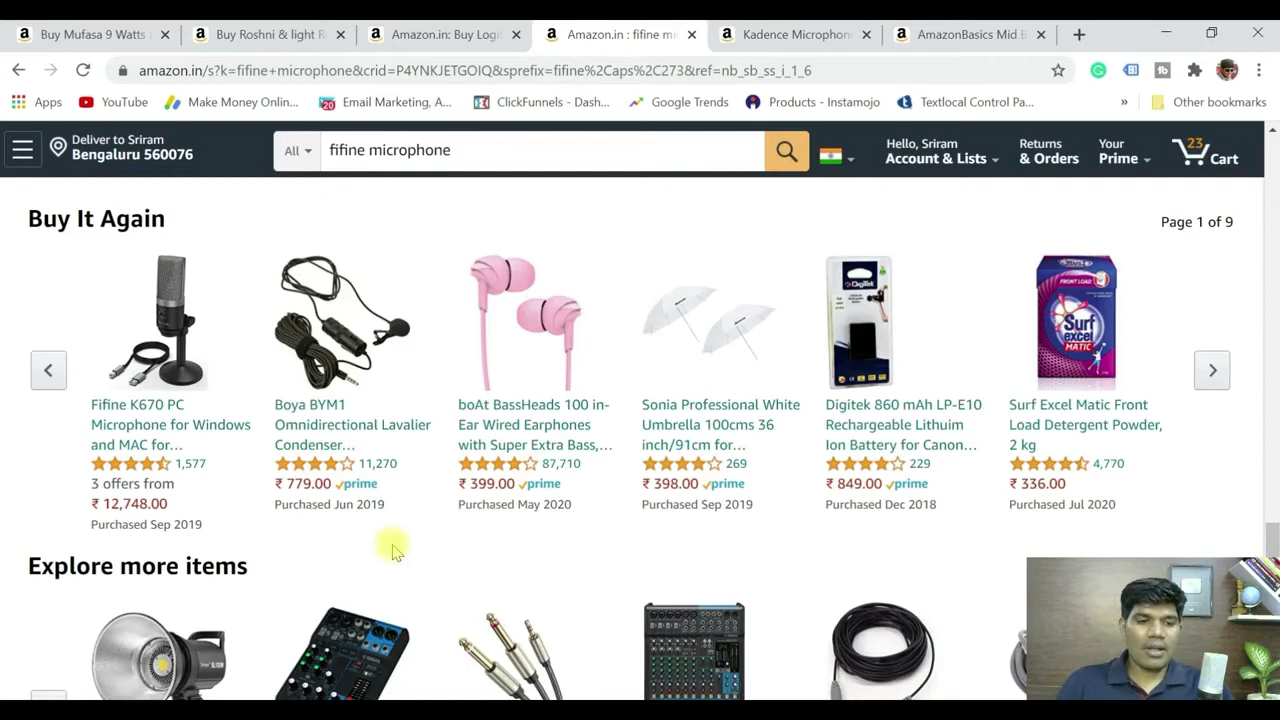 Buy Mufasa 9 Watts
Buy Roshni & light R
Amazon.in: Buy Logit
Amazon.in : fifine mi
Kadence Microphone
AmazonBasics Mid B
amazon.in/s?k=fifine+microphone&crid=P4YNKJETGOIQ&sprefix=fifine%2Caps%2C273&ref=nb_sb_ss_i_1_6
Apps
YouTube
Make Money Onlin...
Email Marketing, A...
ClickFunnels - Dash...
Google Trends
Products - Instamojo
Textlocal Control Pa...
»
Other bookmarks
Deliver to Sriram
Bengaluru 560076
All
fifine microphone
Hello, Sriram
Account & Lists
Returns
& Orders
Your
Prime
23
Cart
Buy It Again
Page 1 of 9
Fifine K670 PC
Microphone for Windows
and MAC for...
1,577
3 offers from
₹ 12,748.00
Purchased Sep 2019
Boya BYM1
Omnidirectional Lavalier
Condenser...
11,270
₹ 779.00 prime
Purchased Jun 2019
boAt BassHeads 100 in-
Ear Wired Earphones
with Super Extra Bass,...
87,710
₹ 399.00 prime
Purchased May 2020
Sonia Professional White
Umbrella 100cms 36
inch/91cm for...
269
₹ 398.00 prime
Purchased Sep 2019
DIGITEK
Digitek 860 mAh LP-E10
Rechargeable Lithuim
Ion Battery for Canon...
229
₹ 849.00 prime
Purchased Dec 2018
FRONT LOAD
Surf
excel
MATIC
Surf Excel Matic Front
Load Detergent Powder,
2 kg
4,770
₹ 336.00
Purchased Jul 2020
Explore more items